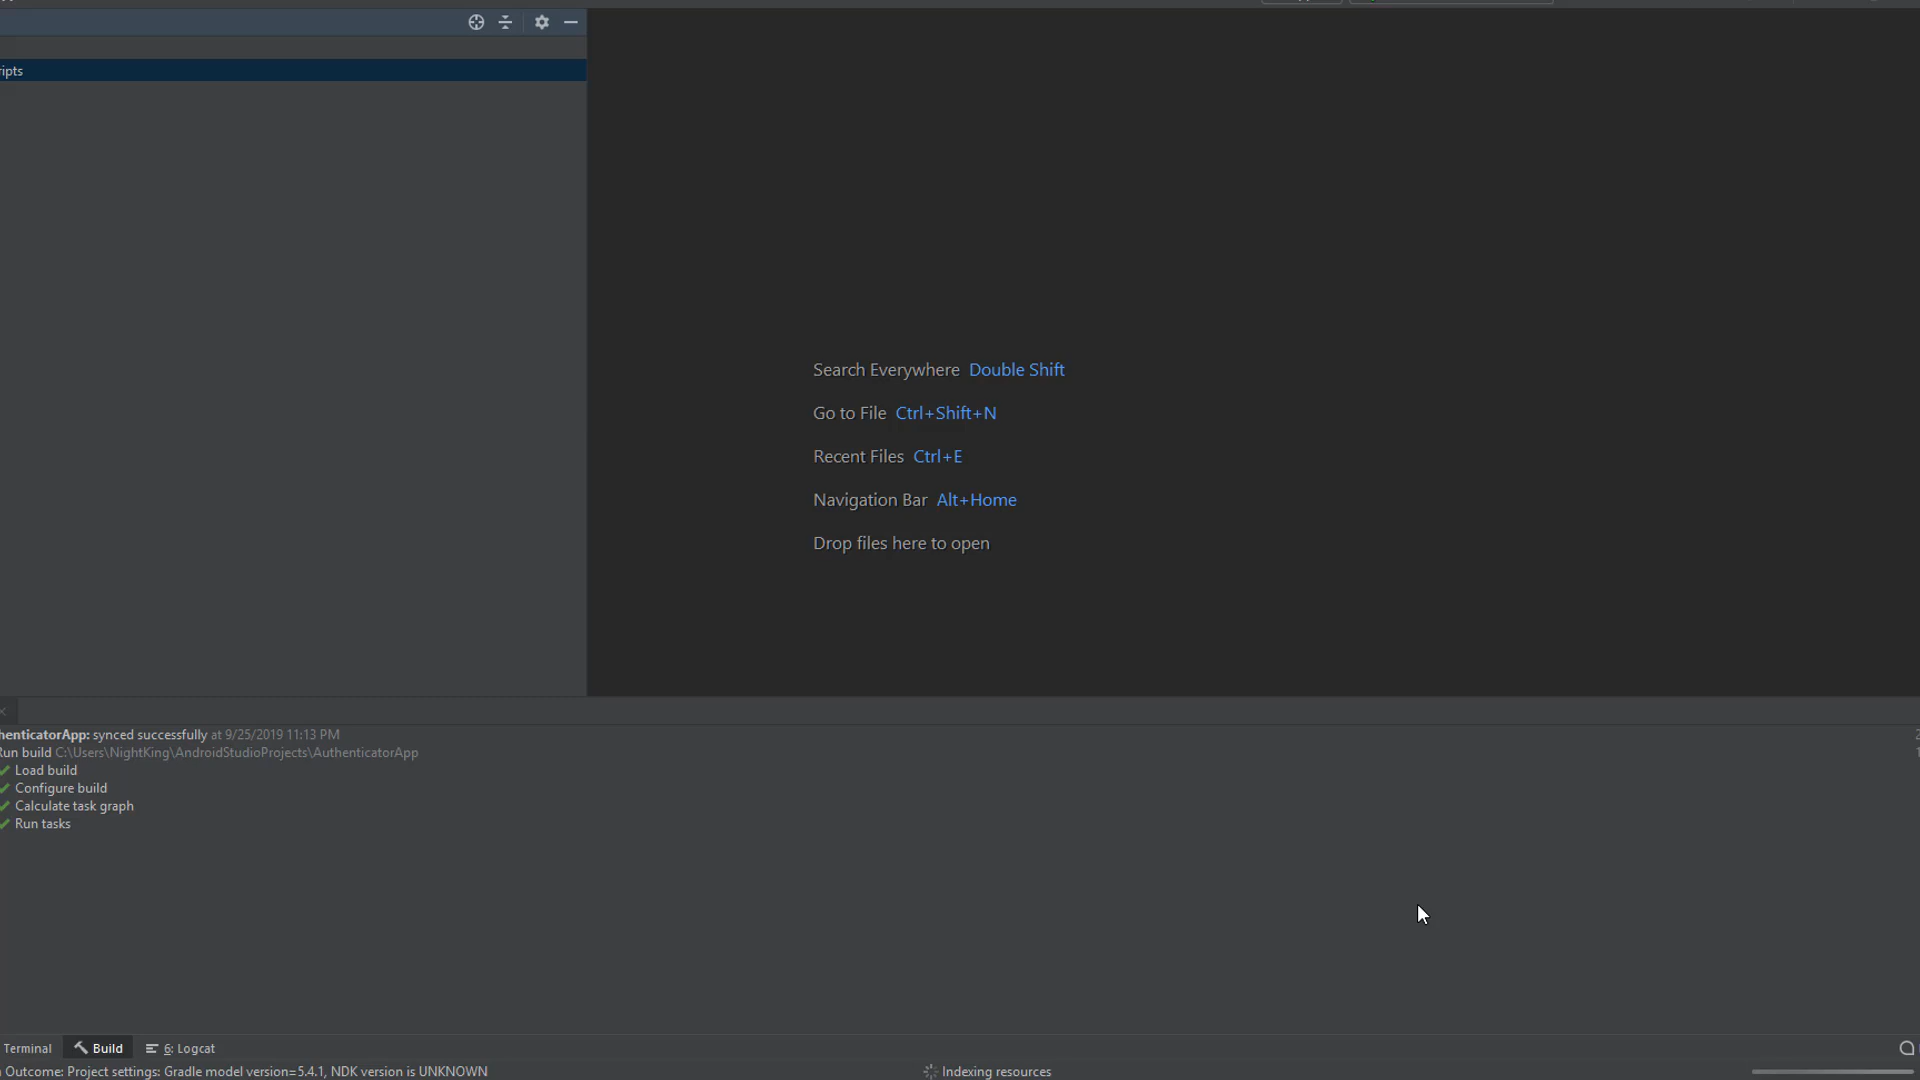 ipts
Search Everywhere Double Shift
Go to File Ctrl+Shift+N
Recent Files Ctrl+E
Navigation Bar Alt+Home
Drop files here to open
henticatorApp: synced successfully at 9/25/2019 11:13 PM
Run build C:\Users\NightKing\AndroidStudioProjects\AuthenticatorApp
Load build
Configure build
Calculate task graph
Run tasks
Terminal Build 6: Logcat
Outcome: Project settings: Gradle model version=5.4.1, NDK version is UNKNOWN Indexing resources